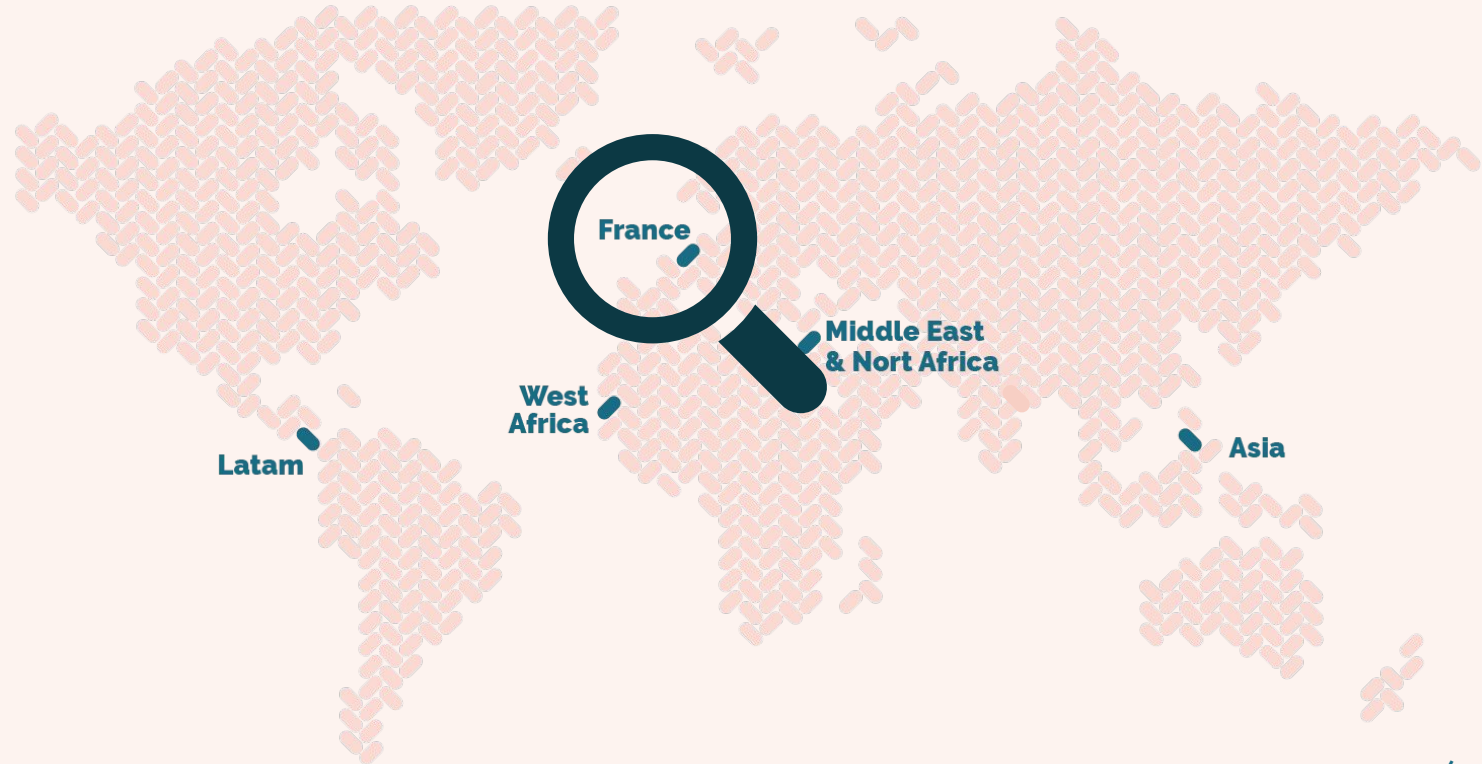 France
Middle East
& Nort Africa
West
Africa
Latam
Asia